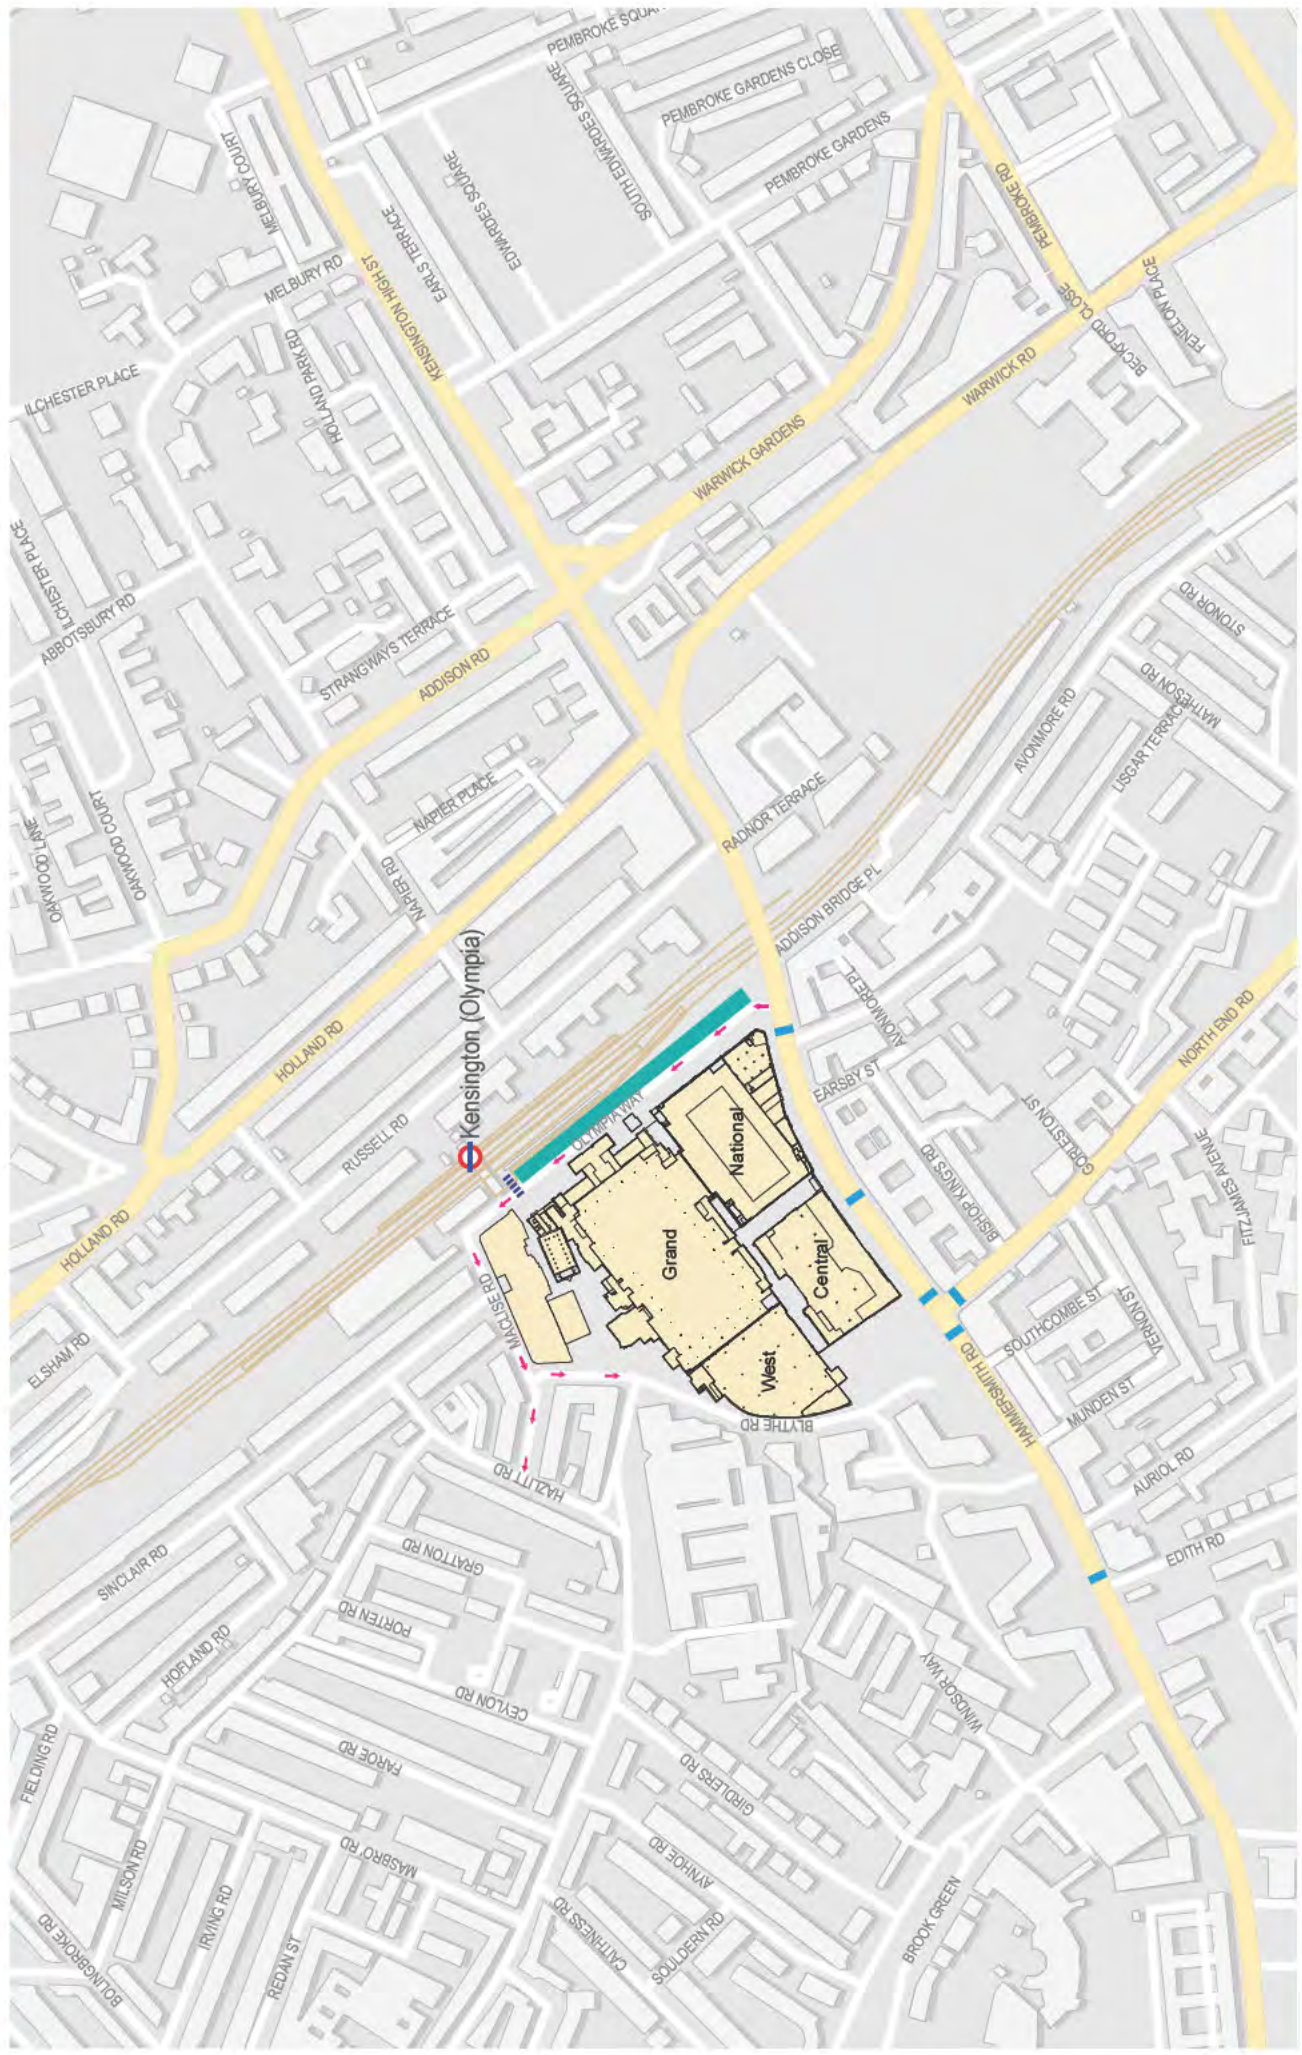 PEMBROKE SQUAR
SOUTH EDWARDES SQUARE
PEMBROKE GARDENS CLOSE
PEMBROKE GARDENS
PEMBROKE RD
MELBURY COURT
MELBURY RD
EARLS TERRACE
EDWARDES SQUARE
KENSINGTON HIGH ST
ILCHESTER PLACE
HOLLAND PARK RD
BECKFORD CLOSE
FENELON PLACE
WARWICK RD
WARWICK GARDENS
ILCHESTER PLACE
ABBOTSBURY RD
STRANGWAYS TERRACE
ADDISON RD
STONOR RD
MATHESON RD
LISGAR TERRACE
AVONMORE RD
OAKWOOD LANE
OAKWOOD COURT
NAPIER PLACE
NAPIER RD
RADNOR TERRACE
ADDISON BRIDGE PL
AVONMORE PL
HOLLAND RD
Kensington (Olympia)
RUSSELL RD
OLYMPIA WAY
EARSBY ST
NORTH END RD
GORLESTON ST
BISHOP KING'S RD
FITZJAMES AVENUE
HOLLAND RD
National
Grand
Central
West
MACLISE RD
BLYTHE RD
ELSHAM RD
SOUTHCOMBE ST
VERNON ST
MUNDEN ST
HAMMERSMITH RD
AURIOL RD
EDITH RD
HAZLITT RD
SINCLAIR RD
GRATTON RD
PORTEN RD
HOFLAND RD
CEYLON RD
FAROE RD
WINDSOR WAY
GIRDLERS RD
FIELDING RD
MILSON RD
MASBRO' RD
AYNHOE RD
IRVING RD
BOLINGBROKE RD
REDAN ST
CAITHNESS RD
SOULDERN RD
BROOK GREEN